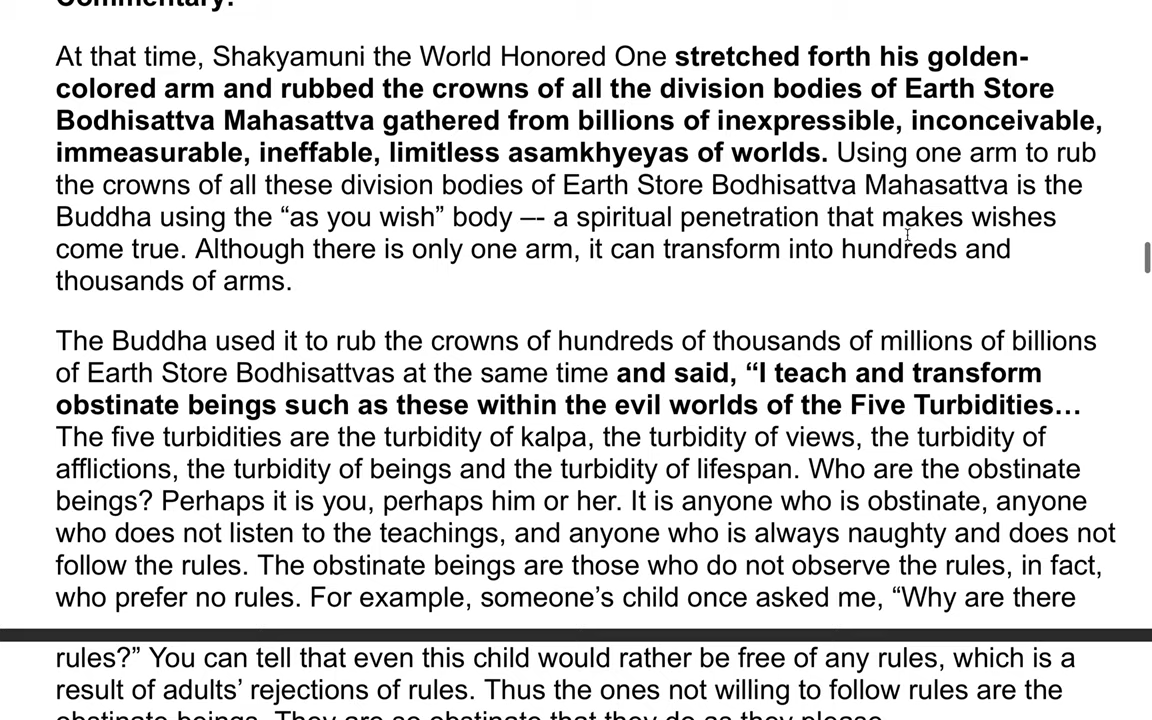 Commentary:
At that time, Shakyamuni the World Honored One stretched forth his golden-
colored arm and rubbed the crowns of all the division bodies of Earth Store
Bodhisattva Mahasattva gathered from billions of inexpressible, inconceivable,
immeasurable, ineffable, limitless asamkhyeyas of worlds. Using one arm to rub
the crowns of all these division bodies of Earth Store Bodhisattva Mahasattva is the
Buddha using the “as you wish” body –- a spiritual penetration that makes wishes
come true. Although there is only one arm, it can transform into hundreds and
thousands of arms.
The Buddha used it to rub the crowns of hundreds of thousands of millions of billions
of Earth Store Bodhisattvas at the same time and said, “I teach and transform
obstinate beings such as these within the evil worlds of the Five Turbidities…
The five turbidities are the turbidity of kalpa, the turbidity of views, the turbidity of
afflictions, the turbidity of beings and the turbidity of lifespan. Who are the obstinate
beings? Perhaps it is you, perhaps him or her. It is anyone who is obstinate, anyone
who does not listen to the teachings, and anyone who is always naughty and does not
follow the rules. The obstinate beings are those who do not observe the rules, in fact,
who prefer no rules. For example, someone’s child once asked me, “Why are there
rules?” You can tell that even this child would rather be free of any rules, which is a
result of adults’ rejections of rules. Thus the ones not willing to follow rules are the
obstinate beings. They are so obstinate that they do as they please